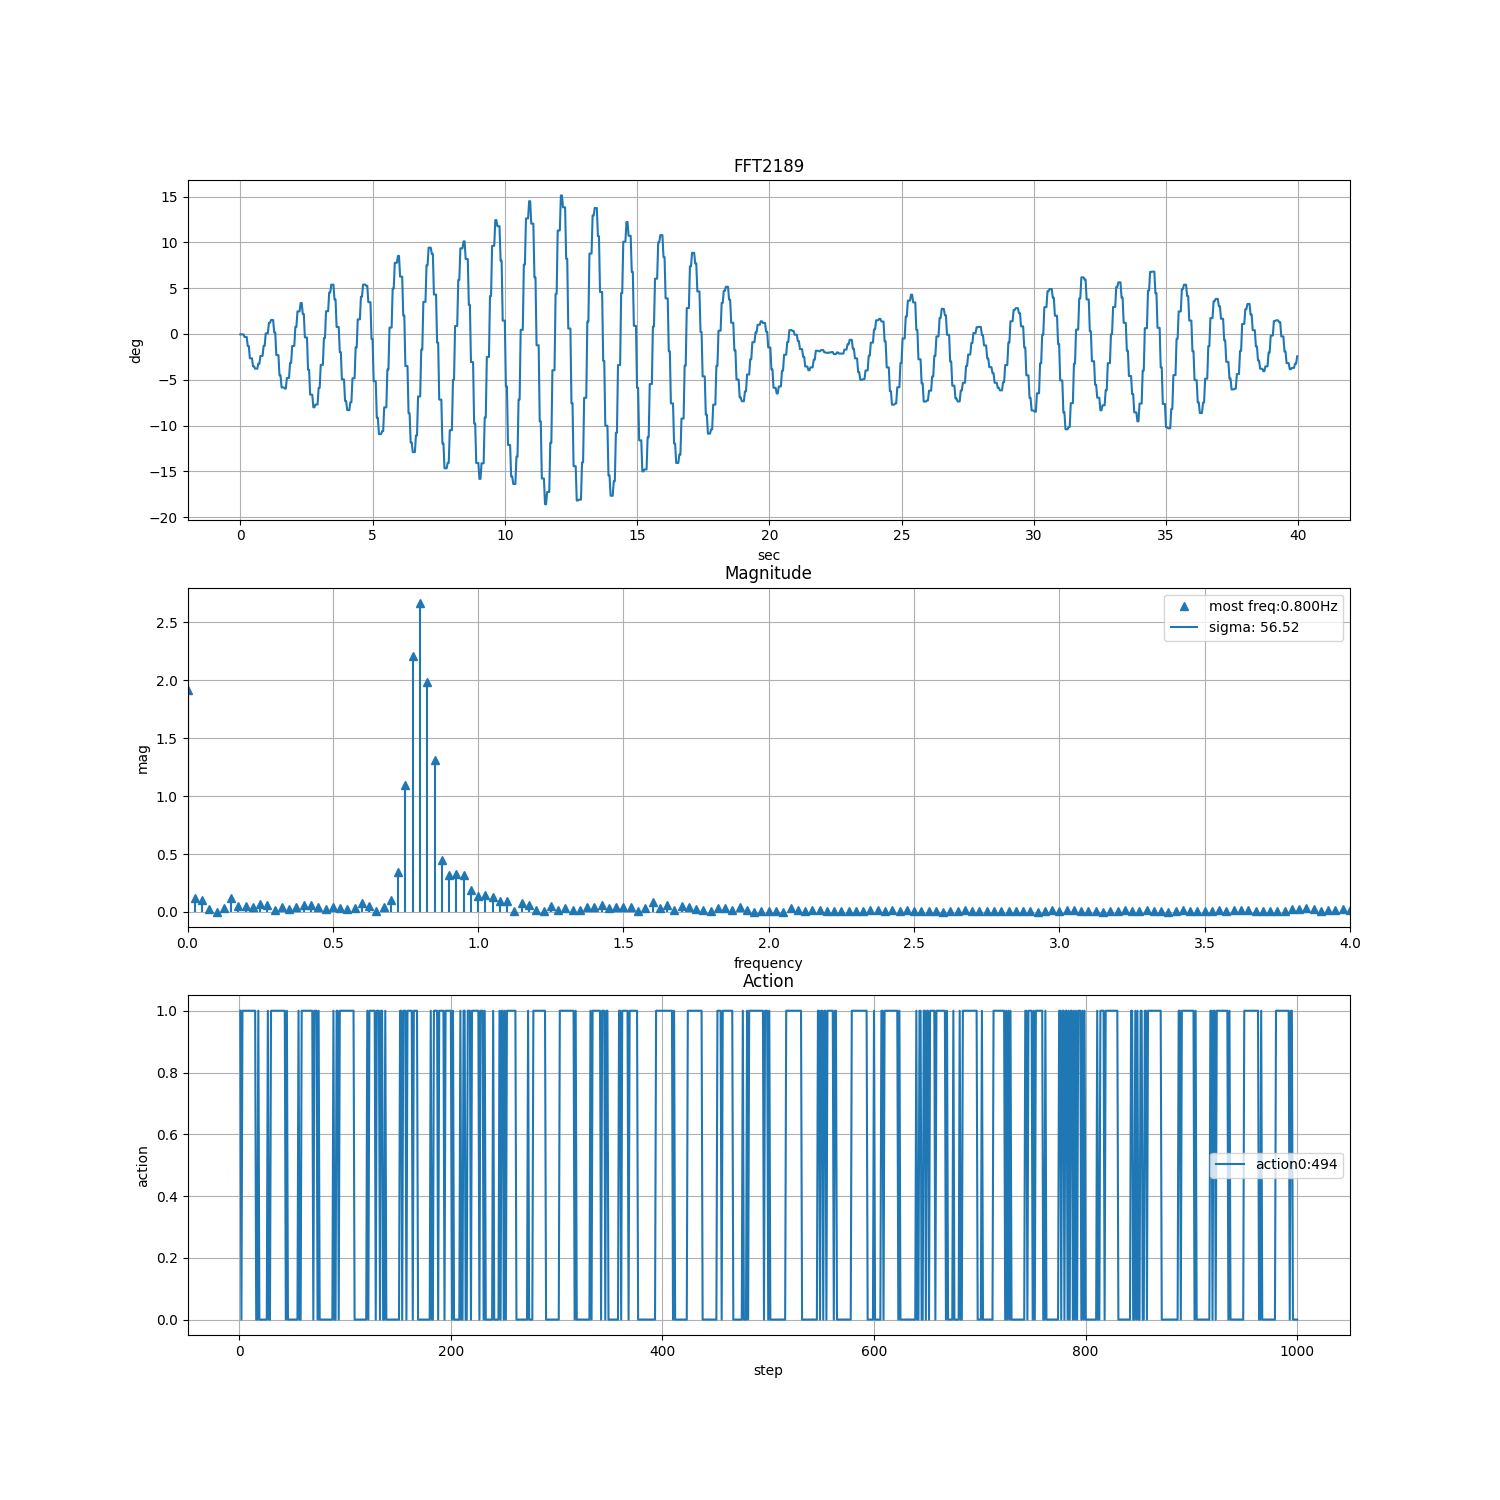 FFT2189
15
10
5
0
−5
−10
−15
−20
deg
0 5 10 15 20 25 30 35 40
sec
Magnitude
most freq:0.800Hz
sigma: 56.52
2.5
2.0
1.5
1.0
0.5
0.0
mag
0.0 0.5 1.0 1.5 2.0 2.5 3.0 3.5 4.0
frequency
Action
1.0
0.8
0.6
0.4
0.2
0.0
action
action0:494
0 200 400 600 800 1000
step